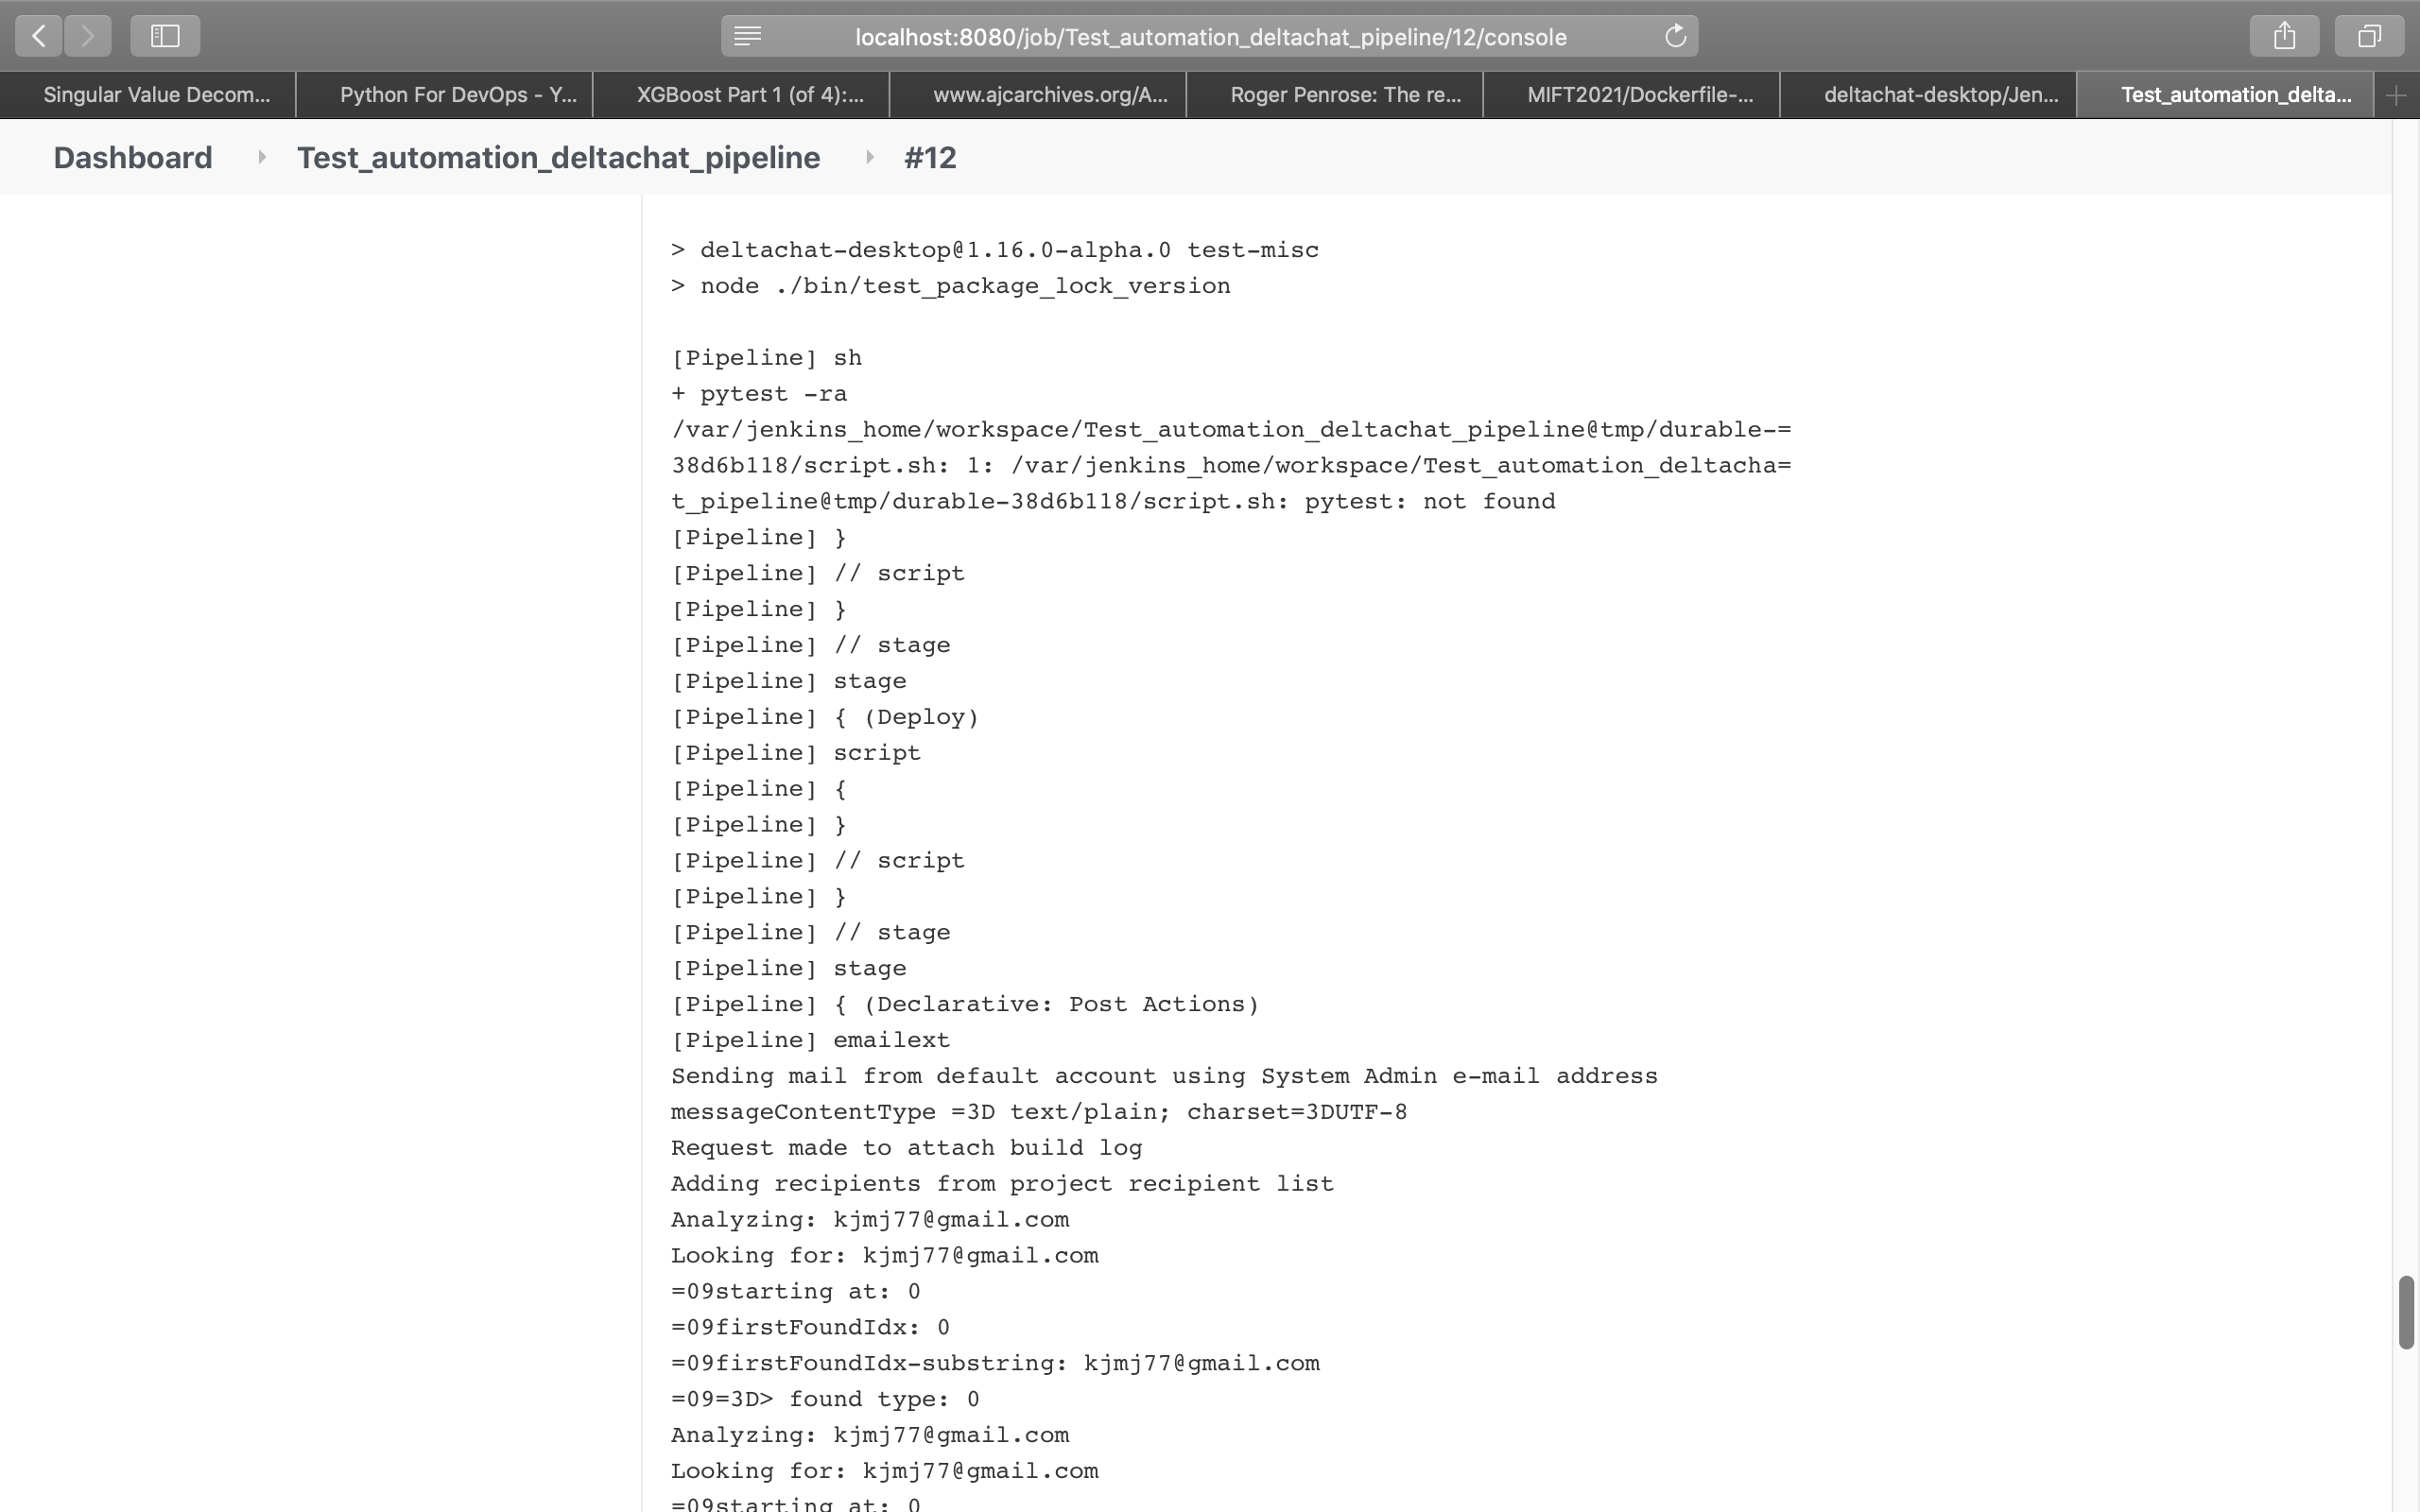 localhost:8080/job/Test_automation_deltachat_pipeline/12/console
Singular Value Decom...
Python For DevOps - Y...
XGBoost Part 1 (of 4):...
www.ajcarchives.org/A...
Roger Penrose: The re...
MIFT2021/Dockerfile-...
deltachat-desktop/Jen...
Test_automation_delta...
Dashboard
Test_automation_deltachat_pipeline
#12
> deltachat-desktop@1.16.0-alpha.0 test-misc
> node ./bin/test_package_lock_version
[Pipeline] sh
+ pytest -ra
/var/jenkins_home/workspace/Test_automation_deltachat_pipeline@tmp/durable-=
38d6b118/script.sh: 1: /var/jenkins_home/workspace/Test_automation_deltacha=
t_pipeline@tmp/durable-38d6b118/script.sh: pytest: not found
[Pipeline] }
[Pipeline] // script
[Pipeline] }
[Pipeline] // stage
[Pipeline] stage
[Pipeline] { (Deploy)
[Pipeline] script
[Pipeline] {
[Pipeline] }
[Pipeline] // script
[Pipeline] }
[Pipeline] // stage
[Pipeline] stage
[Pipeline] { (Declarative: Post Actions)
[Pipeline] emailext
Sending mail from default account using System Admin e-mail address
messageContentType =3D text/plain; charset=3DUTF-8
Request made to attach build log
Adding recipients from project recipient list
Analyzing: kjmj77@gmail.com
Looking for: kjmj77@gmail.com
=09starting at: 0
=09firstFoundIdx: 0
=09firstFoundIdx-substring: kjmj77@gmail.com
=09=3D> found type: 0
Analyzing: kjmj77@gmail.com
Looking for: kjmj77@gmail.com
=09starting at: 0